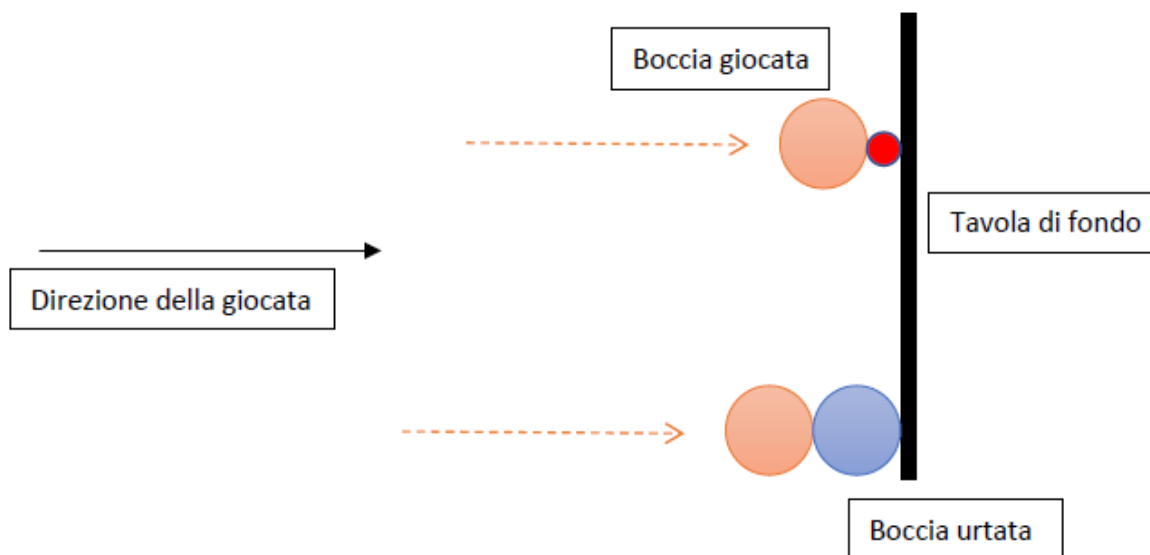 Boccia giocata
Tavola di fondo
Direzione della giocata
Boccia urtata